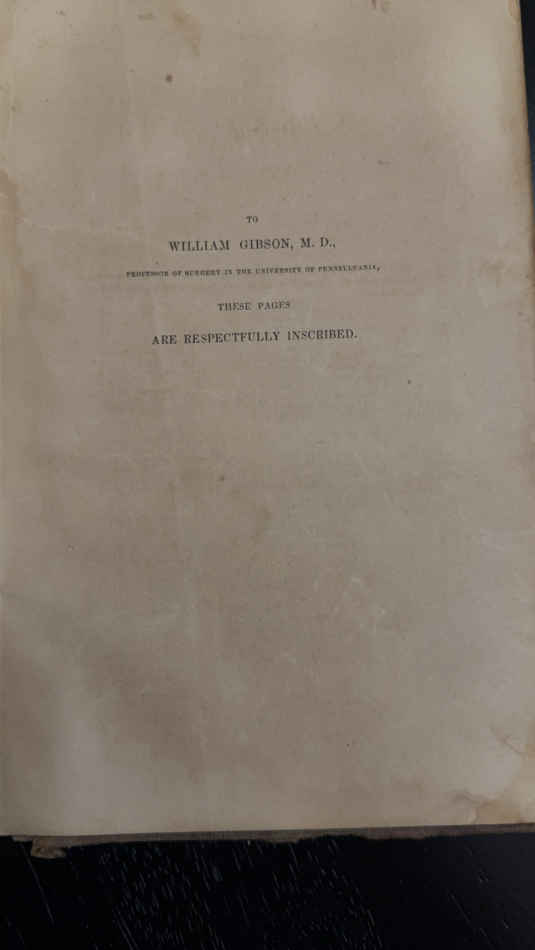 TO
WILLIAM GIBSON, M. D.,
PROFESSOR OF SURGERY IN THE UNIVERSITY OF PENNSYLVANIA,
THESE PAGES
ARE RESPECTFULLY INSCRIBED.